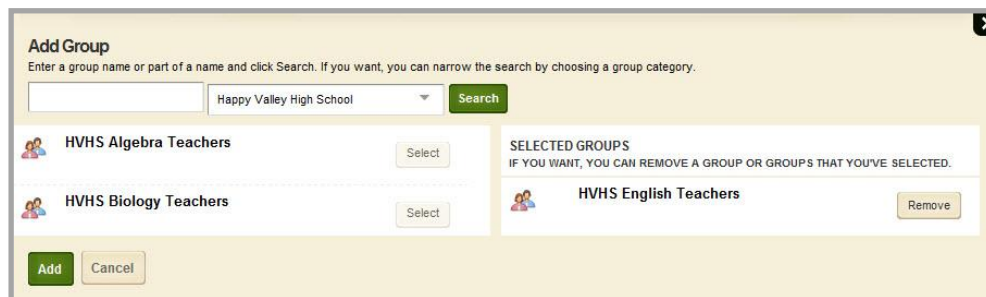 Add Group
Enter a group name or part of a name and click Search. If you want, you can narrow the search by choosing a group category.
Happy Valley High School
Search
HVHS Algebra Teachers
Select
HVHS Biology Teachers
Select
SELECTED GROUPS
IF YOU WANT, YOU CAN REMOVE A GROUP OR GROUPS THAT YOU'VE SELECTED.
HVHS English Teachers
Remove
Add
Cancel